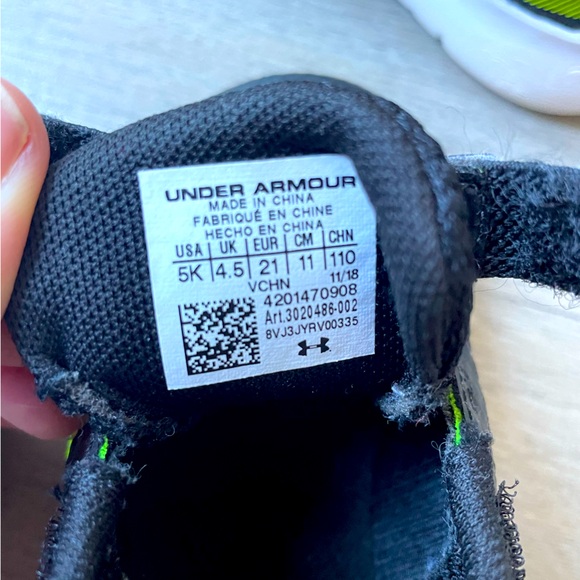 UNDER ARMOUR
MADE IN CHINA
FABRIQUÉ EN CHINE
HECHO EN CHINA
USA UK EUR CM CHN
5K 4.5 21 11 110
VCHN 11/18
4201470908
Art.3020486-002
8VJ3JYRV00335